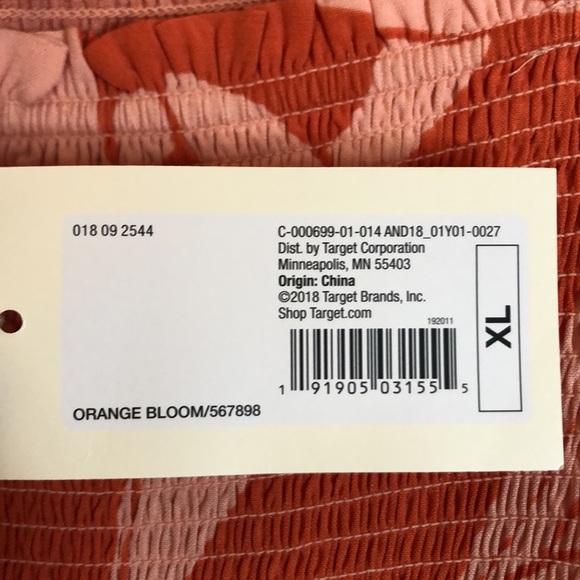 018 09 2544
C-000699-01-014 AND18_01Y01-0027
Dist. by Target Corporation
Minneapolis, MN 55403
Origin: China
©2018 Target Brands, Inc.
Shop Target.com
192011
XL
1 91905 03155 5
ORANGE BLOOM/567898